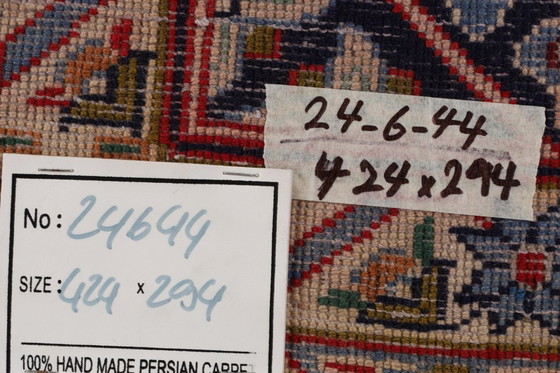 24-6-44
424x294
No: 24644
SIZE: 424 x 294
100% HAND MADE PERSIAN CARPE